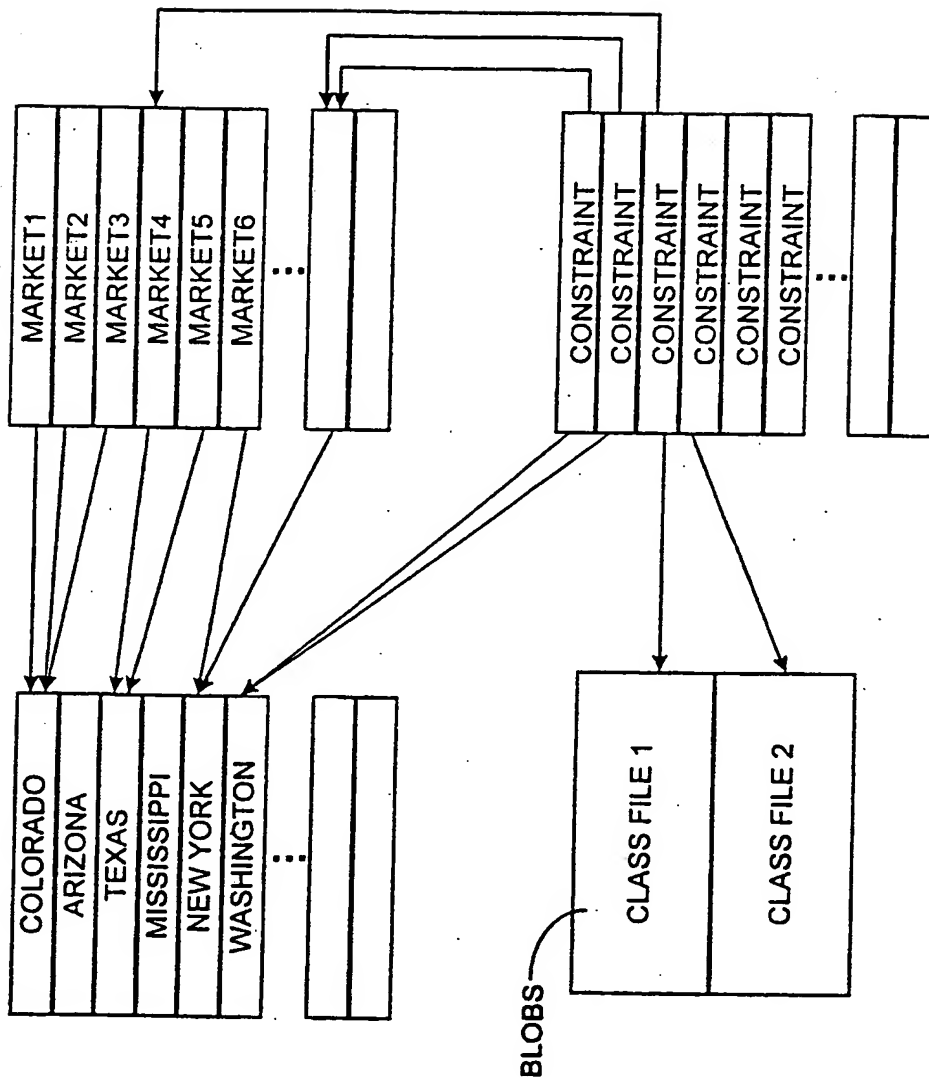 COLORADO
ARIZONA
TEXAS
MISSISSIPPI
NEW YORK
WASHINGTON
...
MARKET1
MARKET2
MARKET3
MARKET4
MARKET5
MARKET6
...
BLOBS
CLASS FILE 1
CLASS FILE 2
CONSTRAINT
CONSTRAINT
CONSTRAINT
CONSTRAINT
CONSTRAINT
CONSTRAINT
...